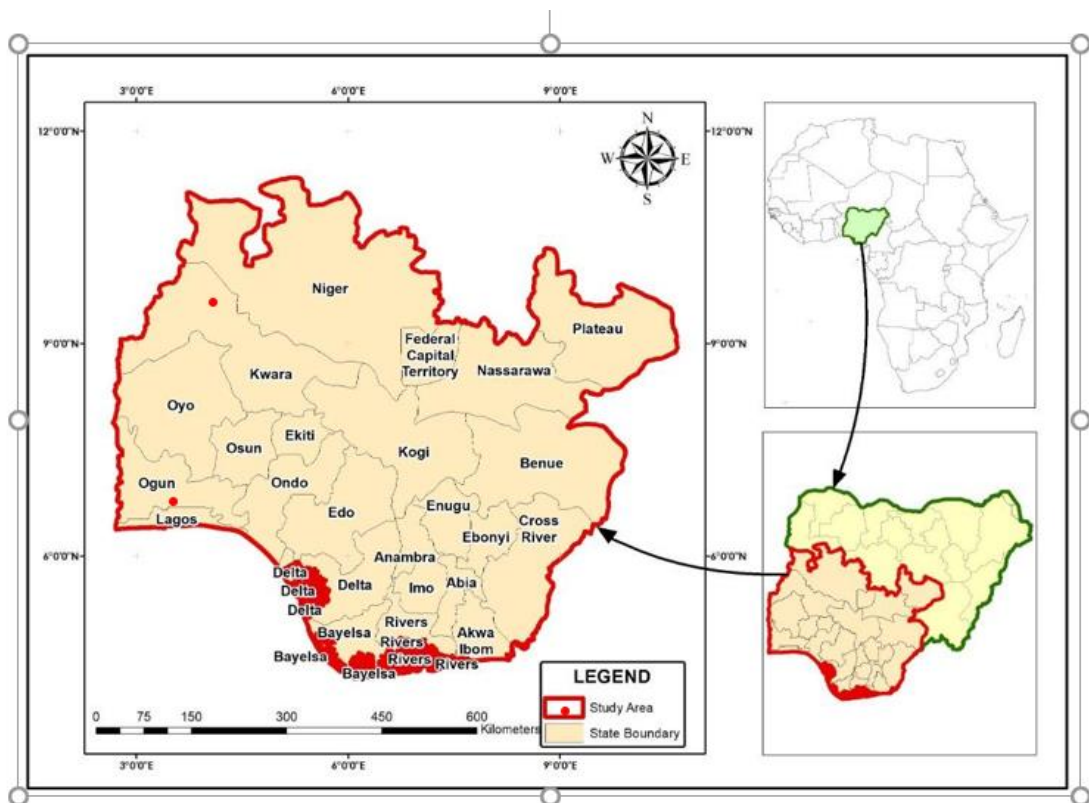 3°0'0"E 6°0'0"E 9°0'0"E
12°0'0"N 12°0'0"N
N
W E
S
Niger
Plateau
Federal
Capital
Territory
9°0'0"N 9°0'0"N
Nassarawa
Kwara
Oyo
Ekiti
Osun
Kogi
Benue
Ogun
Ondo
Enugu
Edo
Lagos
Cross
River
Ebonyi
Anambra
6°0'0"N 6°0'0"N
Delta
Delta
Delta
Delta
Imo
Abia
Rivers
Bayelsa
Akwa
Ibom
Rivers
Bayelsa
Rivers
Rivers
Bayelsa
LEGEND
Study Area
State Boundary
0 75 150 300 450 600
Kilometers
3°0'0"E 6°0'0"E 9°0'0"E